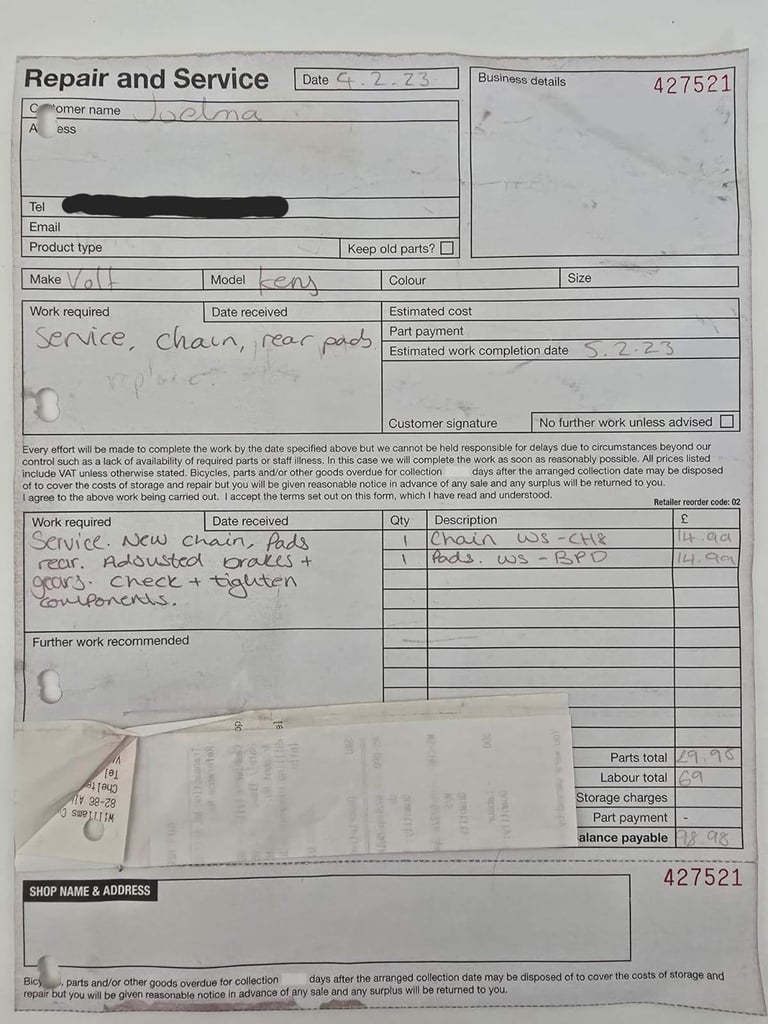 Repair and Service
Date 4.2.23
Business details
427521
Customer name Joelma
Tel
Email
Product type
Keep old parts?
Make Volt
Model kens
Colour
Size
Work required
Date received
Service, chain, rear pads
replace.
Estimated cost
Part payment
Estimated work completion date 5.2.23
Customer signature
No further work unless advised
Every effort will be made to complete the work by the date specified above but we cannot be held responsible for delays due to circumstances beyond our
control such as a lack of availability of required parts or staff illness. In this case we will complete the work as soon as reasonably possible. All prices listed
include VAT unless otherwise stated. Bicycles, parts and/or other goods overdue for collection days after the arranged collection date may be disposed
of to cover the costs of storage and repair but you will be given reasonable notice in advance of any sale and any surplus will be returned to you.
I agree to the above work being carried out. I accept the terms set out on this form, which I have read and understood.
Retailer reorder code: 02
Work required
Date received
Qty
Description
£
Service. New chain, Pads
rear. Adjusted brakes +
gears. check + tighten
components.
1 Chain WS-CH8 14.99
1 Pads. WS-BPD 14.99
Further work recommended
Parts total 29.98
Labour total 69
Storage charges
Part payment -
alance payable 98.98
Williams C
82-86
Chelte
Tel
427521
SHOP NAME & ADDRESS
parts and/or other goods overdue for collection days after the arranged collection date may be disposed of to cover the costs of storage and
repair but you will be given reasonable notice in advance of any sale and any surplus will be returned to you.